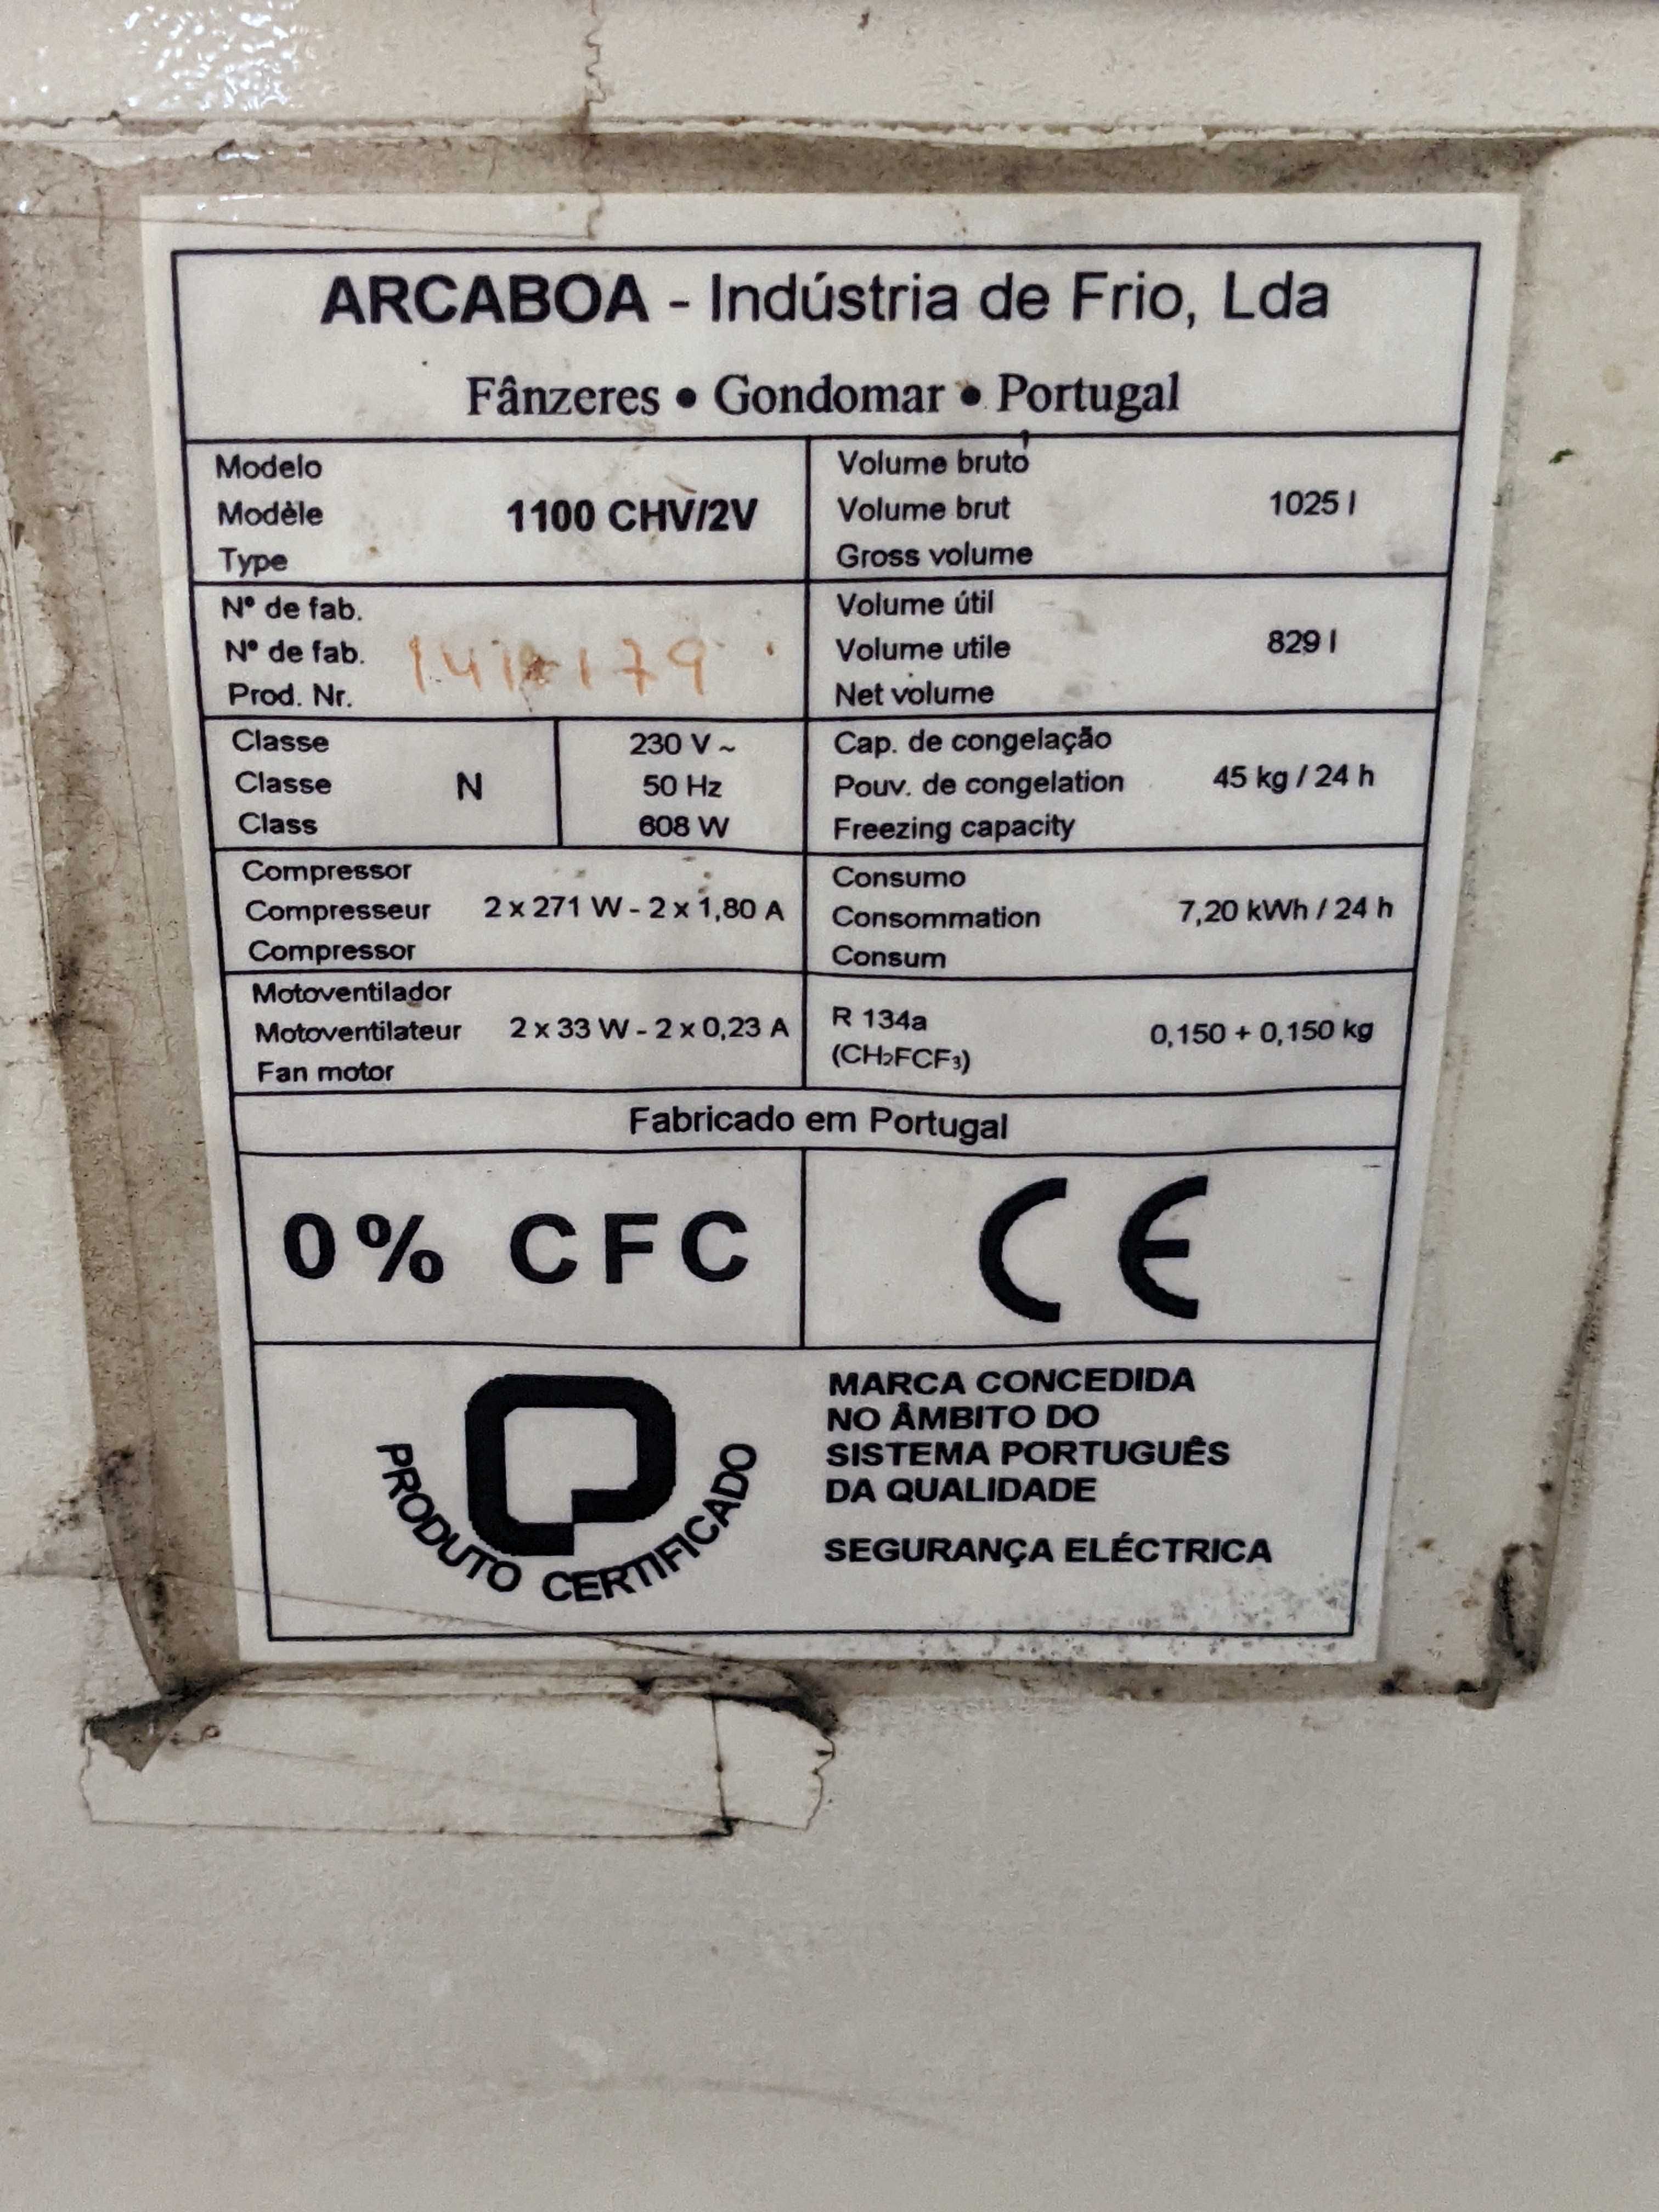 ARCABOA - Indústria de Frio, Lda
Fânzeres • Gondomar • Portugal
Modelo
Modèle
Type
1100 CHV/2V
Volume bruto
Volume brut
Gross volume
1025 l
Nº de fab.
Nº de fab.
Prod. Nr.
Volume útil
Volume utile
Net volume
829 l
Classe
Classe
Class
N
230 V ~
50 Hz
608 W
Cap. de congelação
Pouv. de congelation
Freezing capacity
45 kg / 24 h
Compressor
Compresseur
Compressor
2 x 271 W - 2 x 1,80 A
Consumo
Consommation
Consum
7,20 kWh / 24 h
Motoventilador
Motoventilateur
Fan motor
2 x 33 W - 2 x 0,23 A
R 134a
(CH₂FCF₃)
0,150 + 0,150 kg
Fabricado em Portugal
0% CFC
CE
PRODUTO CERTIFICADO
MARCA CONCEDIDA
NO ÂMBITO DO
SISTEMA PORTUGUÊS
DA QUALIDADE
SEGURANÇA ELÉCTRICA